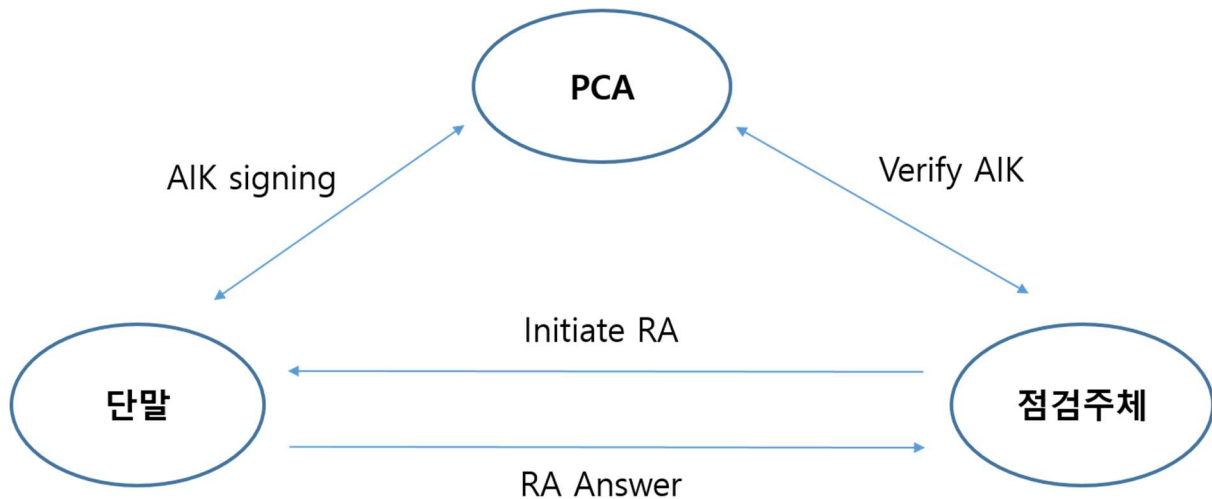 PCA
AIK signing
Verify AIK
Initiate RA
단말
점검주체
RA Answer